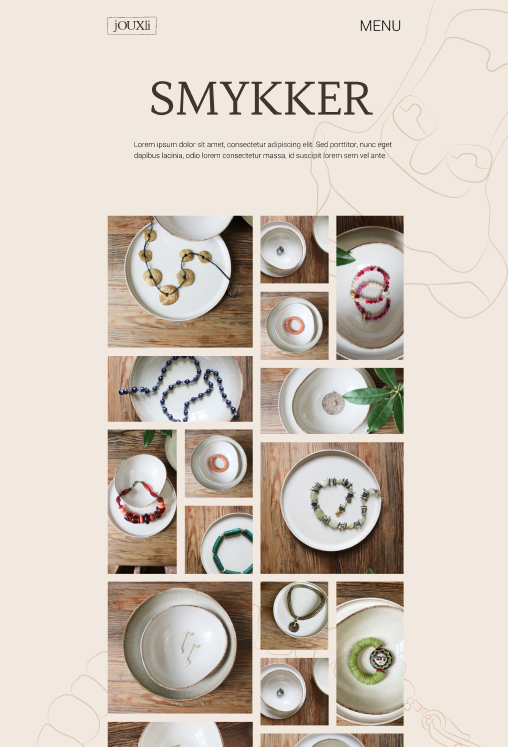 jOUXli
MENU
SMYKKER
Lorem ipsum dolor sit amet, consectetur adipiscing elit. Sed porttitor, nunc eget
dapibus lacinia, odio lorem consectetur massa, id suscipit lorem sem vel ante.